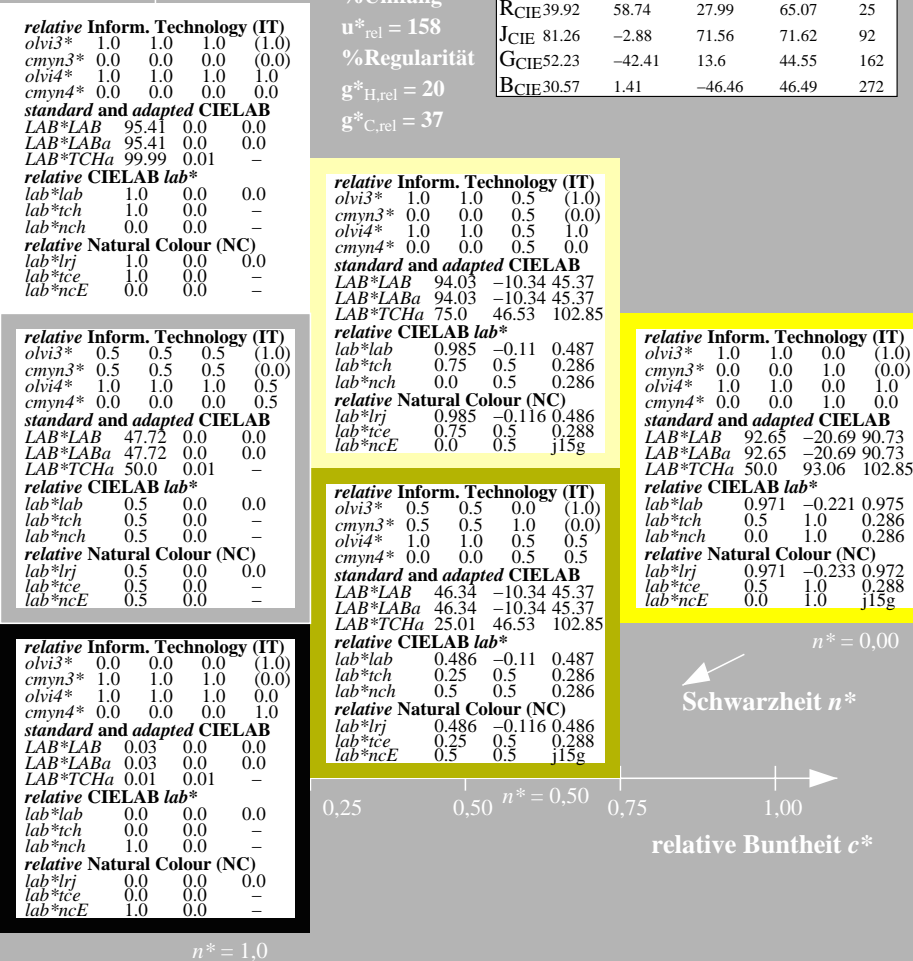 %Umfang
u*rel = 158
%Regularität
g*H,rel = 20
g*C,rel = 37
RCIE 39.92 58.74 27.99 65.07 25
JCIE 81.26 −2.88 71.56 71.62 92
GCIE 52.23 −42.41 13.6 44.55 162
BCIE 30.57 1.41 −46.46 46.49 272
relative Inform. Technology (IT)
olvi3* 1.0 1.0 1.0 (1.0)
cmyn3* 0.0 0.0 0.0 (0.0)
olvi4* 1.0 1.0 1.0 1.0
cmyn4* 0.0 0.0 0.0 0.0
standard and adapted CIELAB
LAB*LAB 95.41 0.0 0.0
LAB*LABa 95.41 0.0 0.0
LAB*TCHa 99.99 0.01 –
relative CIELAB lab*
lab*lab 1.0 0.0 0.0
lab*tch 1.0 0.0 –
lab*nch 0.0 0.0 –
relative Natural Colour (NC)
lab*lrj 1.0 0.0 0.0
lab*tce 1.0 0.0 –
lab*ncE 0.0 0.0 –
relative Inform. Technology (IT)
olvi3* 1.0 1.0 0.5 (1.0)
cmyn3* 0.0 0.0 0.5 (0.0)
olvi4* 1.0 1.0 0.5 1.0
cmyn4* 0.0 0.0 0.5 0.0
standard and adapted CIELAB
LAB*LAB 94.03 −10.34 45.37
LAB*LABa 94.03 −10.34 45.37
LAB*TCHa 75.0 46.53 102.85
relative CIELAB lab*
lab*lab 0.985 −0.11 0.487
lab*tch 0.75 0.5 0.286
lab*nch 0.0 0.5 0.286
relative Natural Colour (NC)
lab*lrj 0.985 −0.116 0.486
lab*tce 0.75 0.5 0.288
lab*ncE 0.0 0.5 j15g
relative Inform. Technology (IT)
olvi3* 0.5 0.5 0.5 (1.0)
cmyn3* 0.5 0.5 0.5 (0.0)
olvi4* 1.0 1.0 1.0 0.5
cmyn4* 0.0 0.0 0.0 0.5
standard and adapted CIELAB
LAB*LAB 47.72 0.0 0.0
LAB*LABa 47.72 0.0 0.0
LAB*TCHa 50.0 0.01 –
relative CIELAB lab*
lab*lab 0.5 0.0 0.0
lab*tch 0.5 0.0 –
lab*nch 0.5 0.0 –
relative Natural Colour (NC)
lab*lrj 0.5 0.0 0.0
lab*tce 0.5 0.0 –
lab*ncE 0.5 0.0 –
relative Inform. Technology (IT)
olvi3* 1.0 1.0 0.0 (1.0)
cmyn3* 0.0 0.0 1.0 (0.0)
olvi4* 1.0 1.0 0.0 1.0
cmyn4* 0.0 0.0 1.0 0.0
standard and adapted CIELAB
LAB*LAB 92.65 −20.69 90.73
LAB*LABa 92.65 −20.69 90.73
LAB*TCHa 50.0 93.06 102.85
relative CIELAB lab*
lab*lab 0.971 −0.221 0.975
lab*tch 0.5 1.0 0.286
lab*nch 0.0 1.0 0.286
relative Natural Colour (NC)
lab*lrj 0.971 −0.233 0.972
lab*tce 0.5 1.0 0.288
lab*ncE 0.0 1.0 j15g
relative Inform. Technology (IT)
olvi3* 0.5 0.5 0.0 (1.0)
cmyn3* 0.5 0.5 1.0 (0.0)
olvi4* 1.0 1.0 0.5 0.5
cmyn4* 0.0 0.0 0.5 0.5
standard and adapted CIELAB
LAB*LAB 46.34 −10.34 45.37
LAB*LABa 46.34 −10.34 45.37
LAB*TCHa 25.01 46.53 102.85
relative CIELAB lab*
lab*lab 0.486 −0.11 0.487
lab*tch 0.25 0.5 0.286
lab*nch 0.5 0.5 0.286
relative Natural Colour (NC)
lab*lrj 0.486 −0.116 0.486
lab*tce 0.25 0.5 0.288
lab*ncE 0.5 0.5 j15g
relative Inform. Technology (IT)
olvi3* 0.0 0.0 0.0 (1.0)
cmyn3* 1.0 1.0 1.0 (0.0)
olvi4* 1.0 1.0 1.0 0.0
cmyn4* 0.0 0.0 0.0 1.0
standard and adapted CIELAB
LAB*LAB 0.03 0.0 0.0
LAB*LABa 0.03 0.0 0.0
LAB*TCHa 0.01 0.01 –
relative CIELAB lab*
lab*lab 0.0 0.0 0.0
lab*tch 0.0 0.0 –
lab*nch 1.0 0.0 –
relative Natural Colour (NC)
lab*lrj 0.0 0.0 0.0
lab*tce 0.0 0.0 –
lab*ncE 1.0 0.0 –
n* = 0,00
Schwarzheit n*
0,25 0,50 n* = 0,50 0,75 1,00
relative Buntheit c*
n* = 1,0